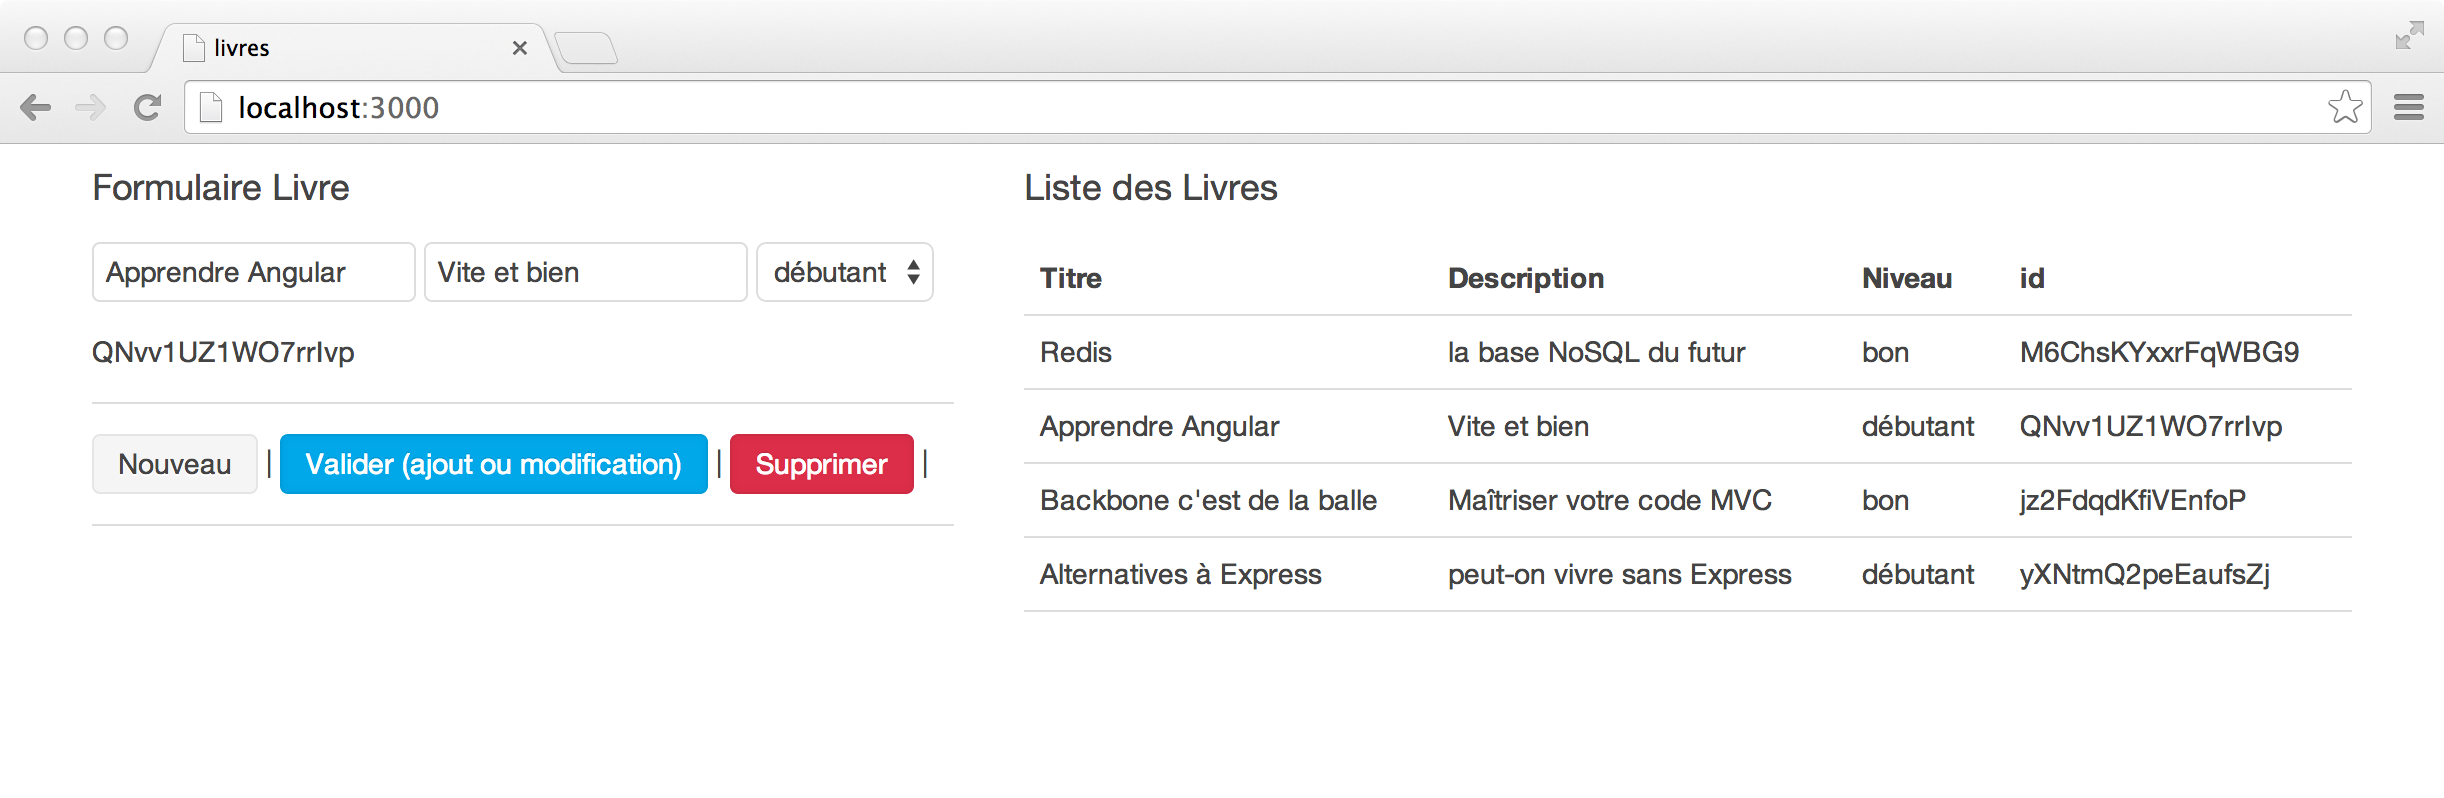 livres
localhost:3000
Formulaire Livre
Apprendre Angular Vite et bien débutant
QNvv1UZ1WO7rrIvp
Nouveau | Valider (ajout ou modification) | Supprimer |
Liste des Livres
Titre Description Niveau id
Redis la base NoSQL du futur bon M6ChsKYxxrFqWBG9
Apprendre Angular Vite et bien débutant QNvv1UZ1WO7rrIvp
Backbone c'est de la balle Maîtriser votre code MVC bon jz2FdqdKfiVEnfoP
Alternatives à Express peut-on vivre sans Express débutant yXNtmQ2peEaufsZj